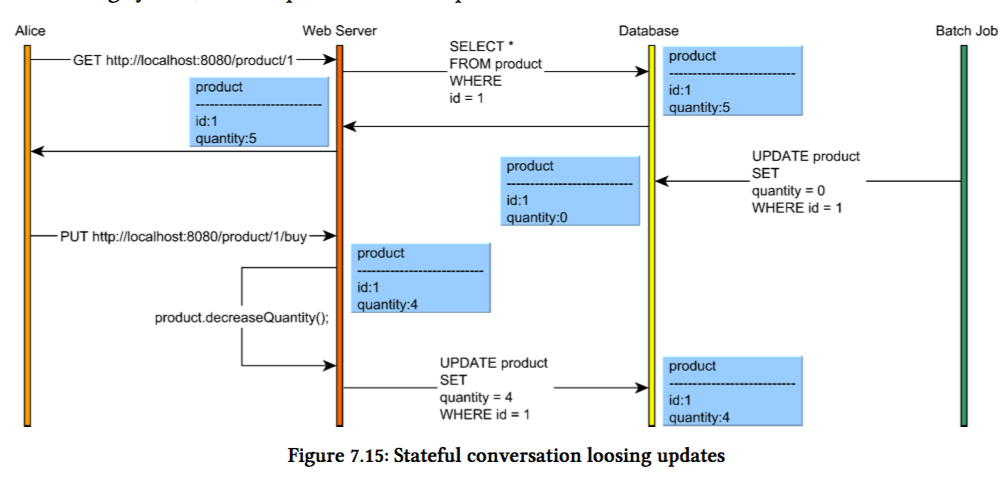 Alice
Web Server
Database
Batch Job
GET http://localhost:8080/product/1
SELECT *
FROM product
WHERE
id = 1
product
------------------------------
id:1
quantity:5
product
------------------------------
id:1
quantity:5
UPDATE product
SET
quantity = 0
WHERE id = 1
product
------------------------------
id:1
quantity:0
PUT http://localhost:8080/product/1/buy
product
------------------------------
id:1
quantity:4
product.decreaseQuantity();
UPDATE product
SET
quantity = 4
WHERE id = 1
product
------------------------------
id:1
quantity:4
Figure 7.15: Stateful conversation loosing updates